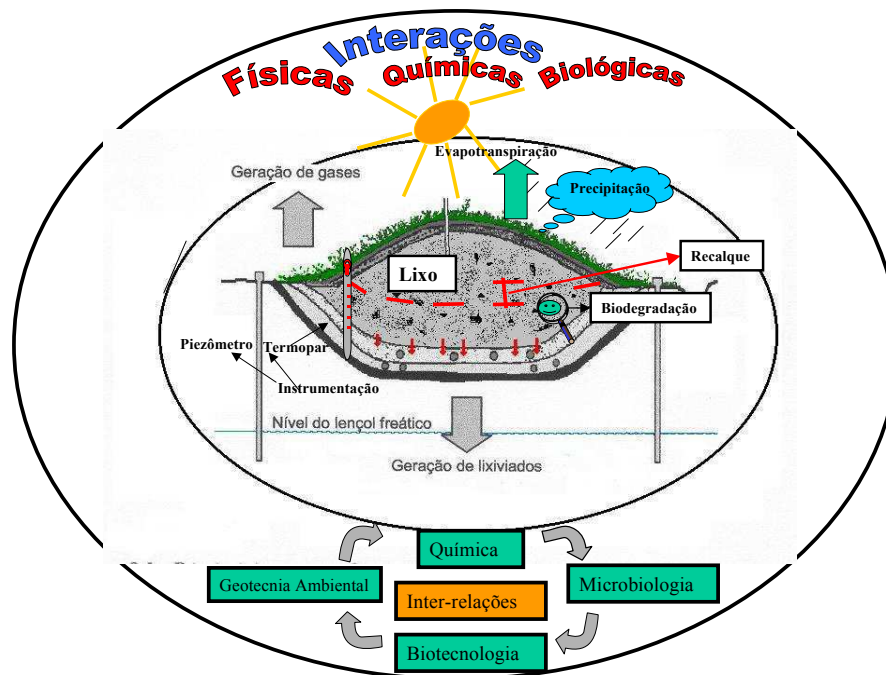 Interações
Físicas Químicas Biológicas
Evapotranspiração
Geração de gases
Precipitação
Recalque
Lixo
Biodegradação
Piezômetro
Termopar
Instrumentação
Nível do lençol freático
Geração de lixiviados
Química
Geotecnia Ambiental
Microbiologia
Inter-relações
Biotecnologia